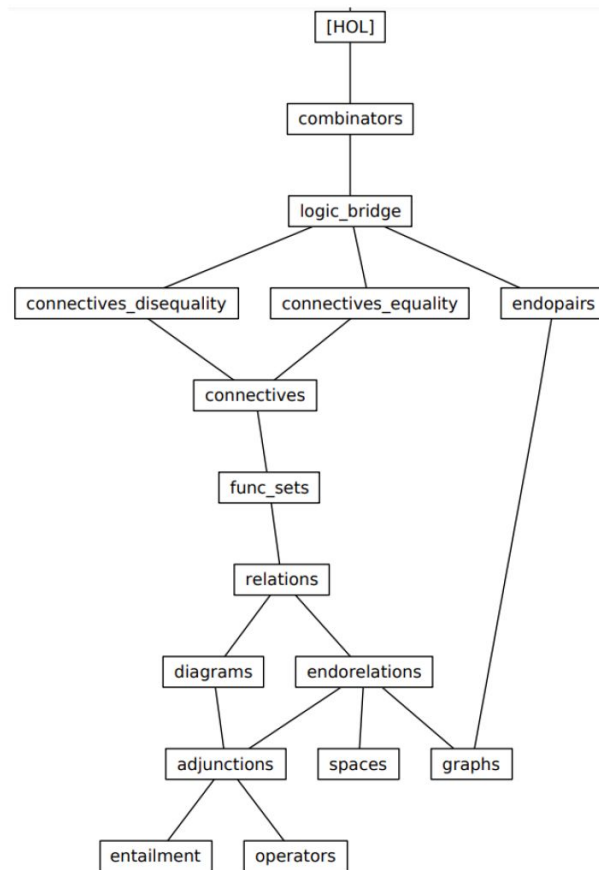 [HOL]
combinators
logic_bridge
connectives_disequality connectives_equality endopairs
connectives
func_sets
relations
diagrams endorelations
adjunctions spaces graphs
entailment operators